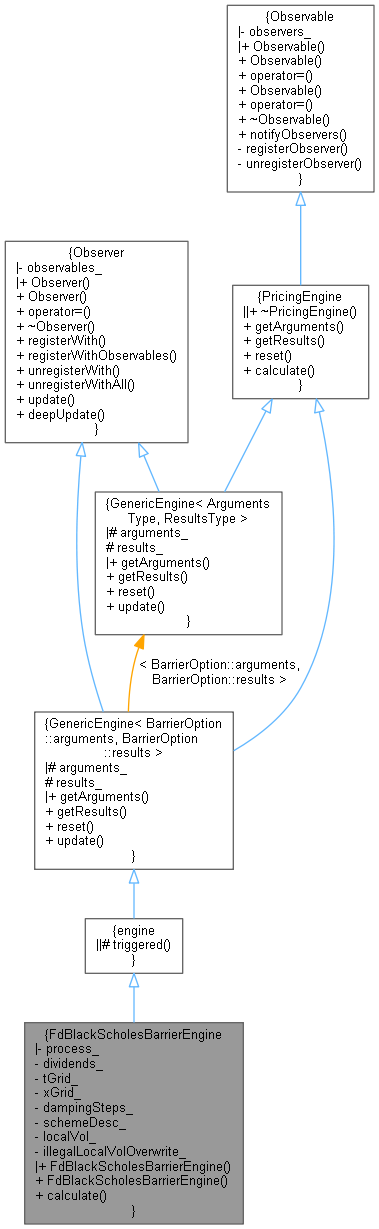 {Observable
|- observers_
|+ Observable()
+ Observable()
+ operator=()
+ Observable()
+ operator=()
+ ~Observable()
+ notifyObservers()
- registerObserver()
- unregisterObserver()
}
{Observer
|- observables_
|+ Observer()
+ Observer()
+ operator=()
+ ~Observer()
+ registerWith()
+ registerWithObservables()
+ unregisterWith()
+ unregisterWithAll()
+ update()
+ deepUpdate()
}
{PricingEngine
||+ ~PricingEngine()
+ getArguments()
+ getResults()
+ reset()
+ calculate()
}
{GenericEngine< Arguments
Type, ResultsType >
|# arguments_
# results_
|+ getArguments()
+ getResults()
+ reset()
+ update()
}
< BarrierOption::arguments,
BarrierOption::results >
{GenericEngine< BarrierOption
::arguments, BarrierOption
::results >
|# arguments_
# results_
|+ getArguments()
+ getResults()
+ reset()
+ update()
}
{engine
||# triggered()
}
{FdBlackScholesBarrierEngine
|- process_
- dividends_
- tGrid_
- xGrid_
- dampingSteps_
- schemeDesc_
- localVol_
- illegalLocalVolOverwrite_
|+ FdBlackScholesBarrierEngine()
+ FdBlackScholesBarrierEngine()
+ calculate()
}